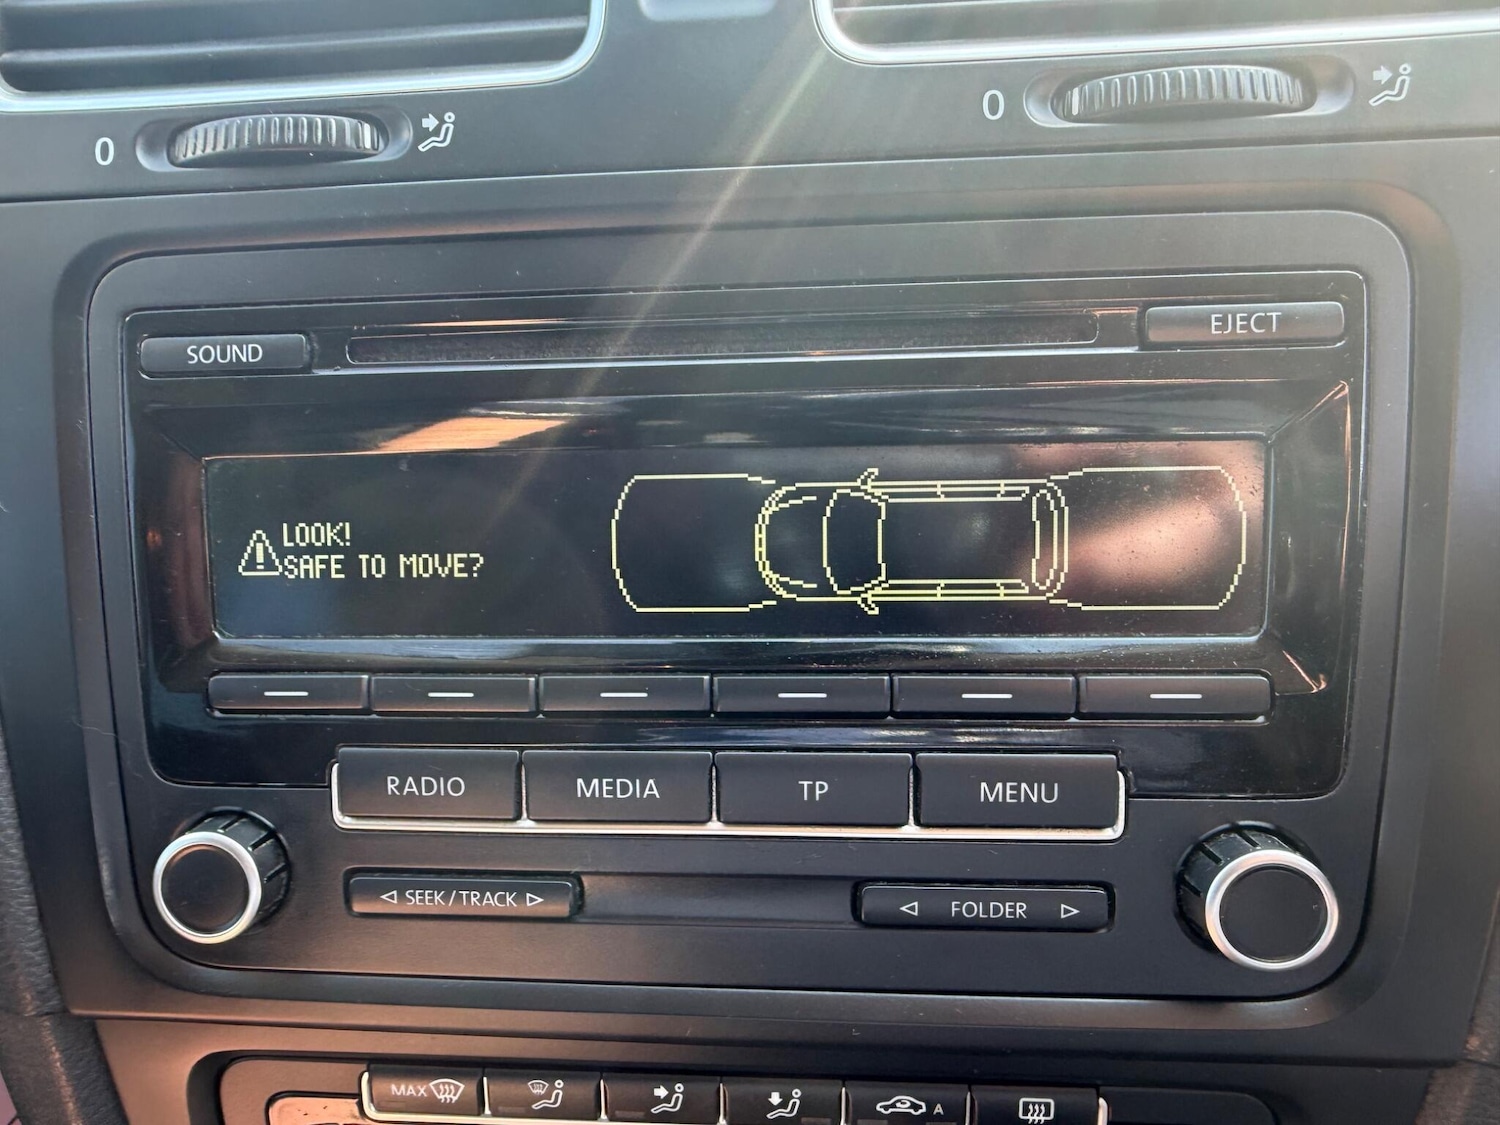 0
0
SOUND
EJECT
LOOK!
SAFE TO MOVE?
RADIO
MEDIA
TP
MENU
SEEK / TRACK
FOLDER
MAX
A